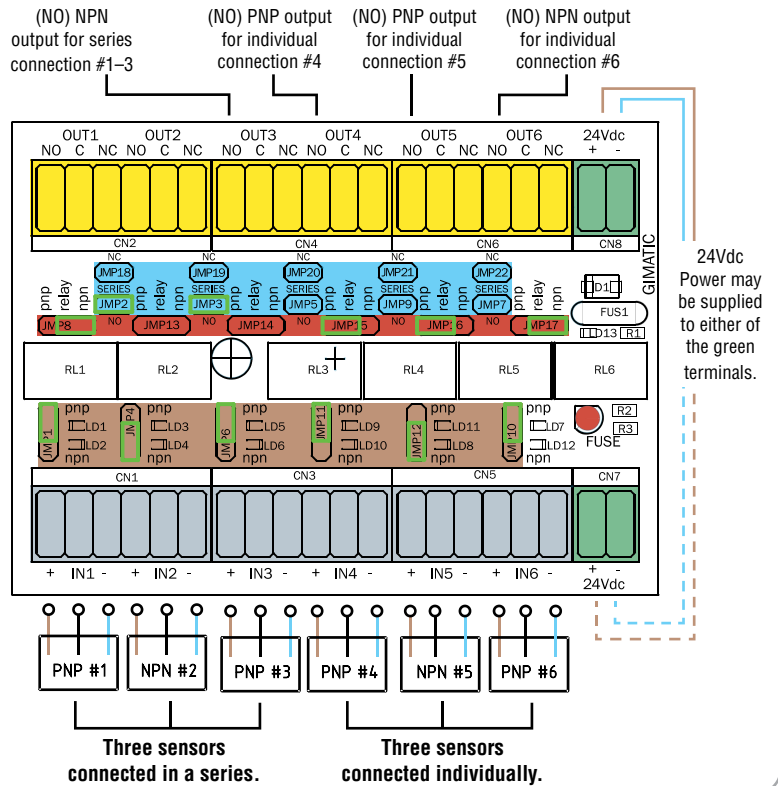 (NO) NPN
output for series
connection #1–3
(NO) PNP output
for individual
connection #4
(NO) PNP output
for individual
connection #5
(NO) NPN output
for individual
connection #6
OUT1 OUT2 OUT3 OUT4 OUT5 OUT6 24Vdc
NO C NC NO C NC NO C NC NO C NC NO C NC NO C NC + -
CN2 CN4 CN6 CN8
GIMATIC
24Vdc
Power may
be supplied
to either of
the green
terminals.
NC NC NC NC NC
JMP18 JMP19 JMP20 JMP21 JMP22
SERIES SERIES SERIES SERIES SERIES
JMP2 JMP3 JMP5 JMP9 JMP7
NO NO NO NO NO
pnp relay npn pnp relay npn pnp relay npn pnp relay npn pnp relay npn pnp relay npn
JMP8 JMP13 JMP14 JMP15 JMP16 JMP17
D1
FUS1
LD13 R1
RL1 RL2 RL3 RL4 RL5 RL6
pnp pnp pnp pnp pnp pnp
JMP1 JMP4 JMP6 JMP11 JMP12 JMP10
LD1 LD3 LD5 LD9 LD11 LD7
LD2 LD4 LD6 LD10 LD8 LD12
npn npn npn npn npn npn
R2
R3
FUSE
CN1 CN3 CN5 CN7
+ IN1 - + IN2 - + IN3 - + IN4 - + IN5 - + IN6 - + -
24Vdc
PNP #1 NPN #2 PNP #3 PNP #4 NPN #5 PNP #6
Three sensors
connected in a series.
Three sensors
connected individually.